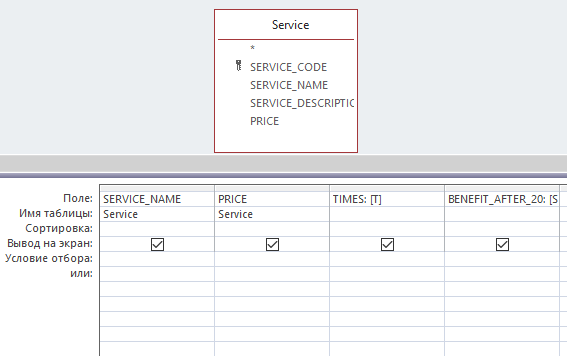 Service
*
SERVICE_CODE
SERVICE_NAME
SERVICE_DESCRIPTIC
PRICE
Поле: SERVICE_NAME PRICE TIMES: [T] BENEFIT_AFTER_20: [S
Имя таблицы: Service Service
Сортировка:
Вывод на экран:
Условие отбора:
или: